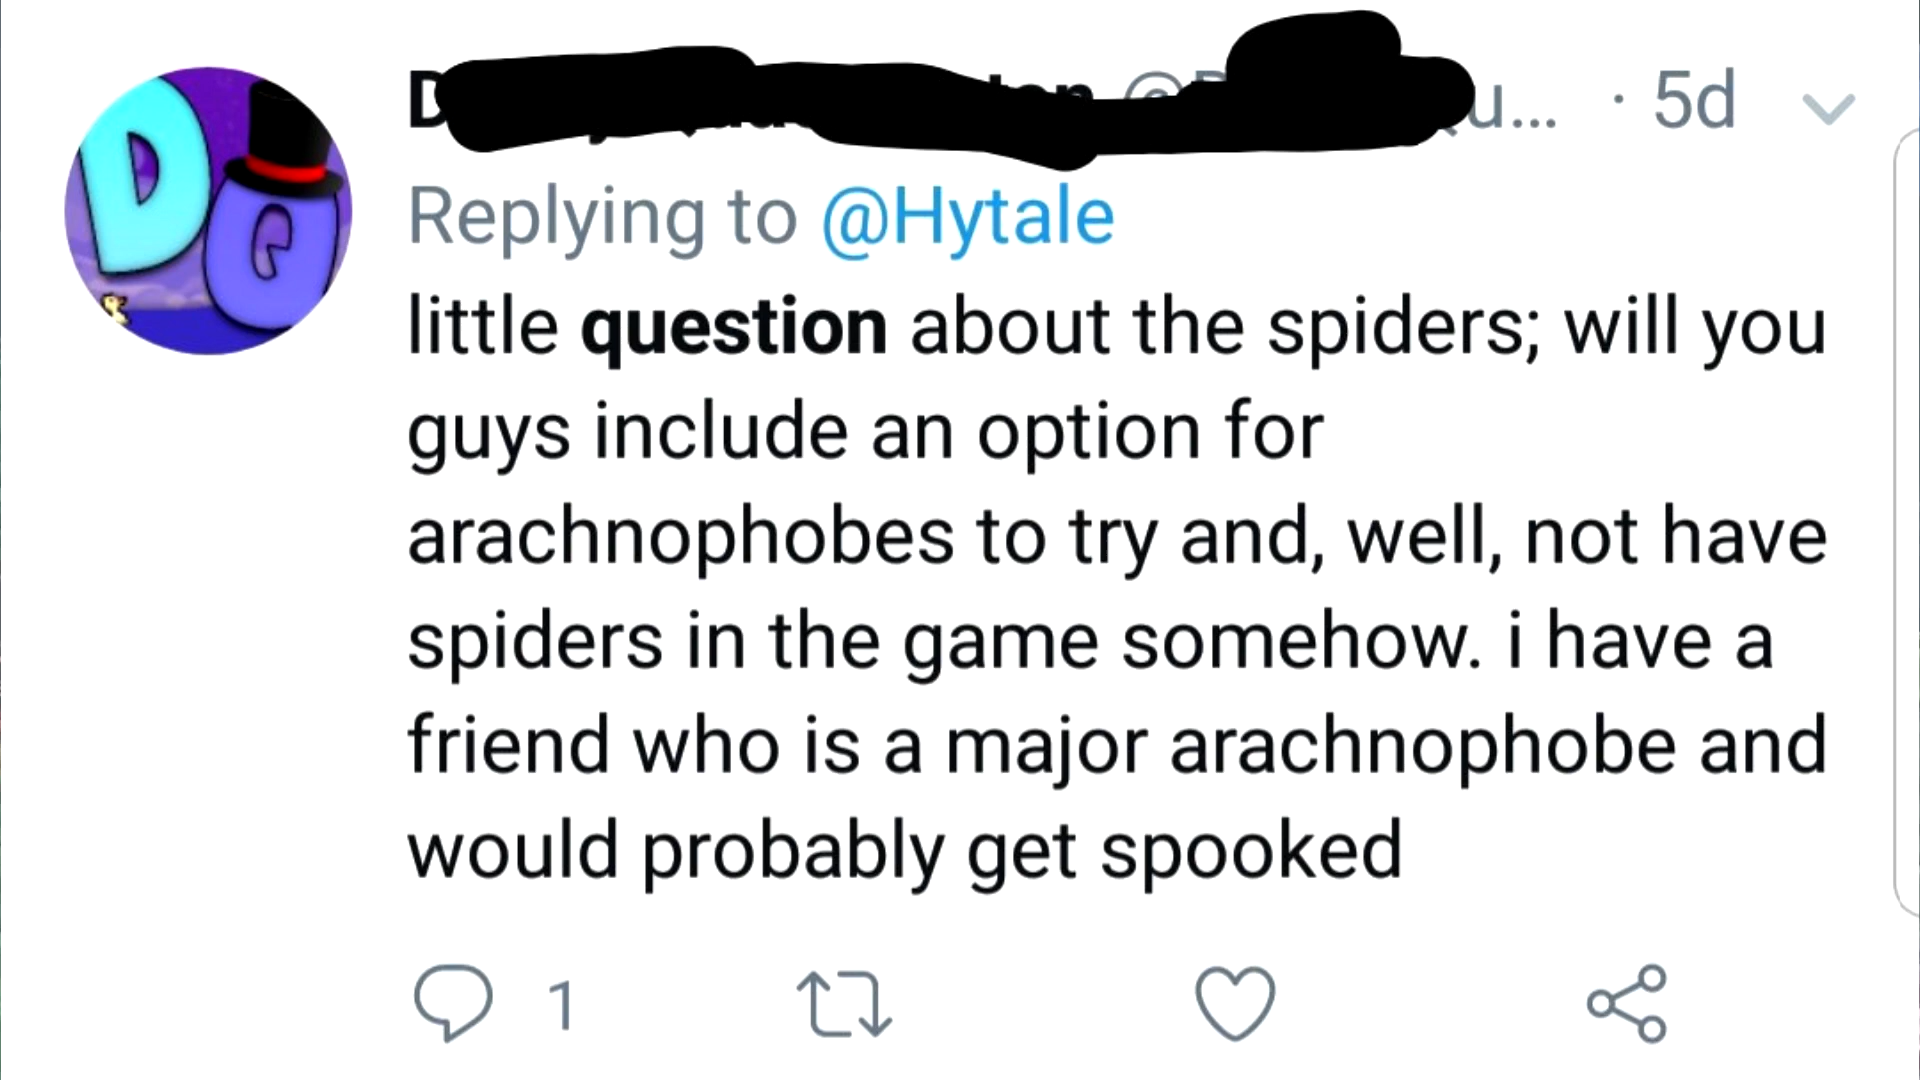 D
Q
D
u... · 5d
Replying to @Hytale
little question about the spiders; will you
guys include an option for
arachnophobes to try and, well, not have
spiders in the game somehow. i have a
friend who is a major arachnophobe and
would probably get spooked
1